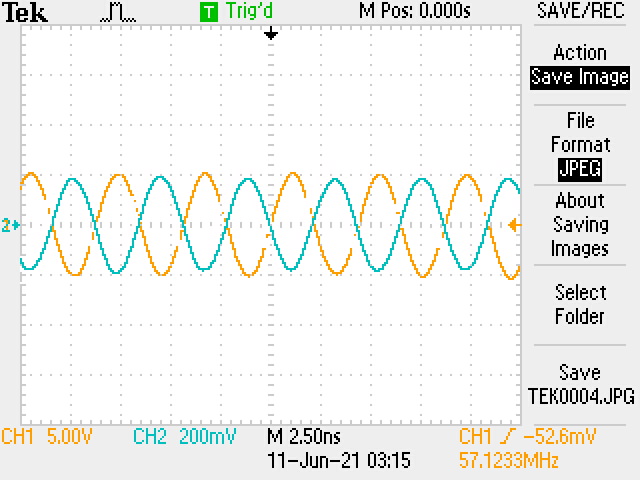 Tek
T Trig'd
M Pos: 0.000s
SAVE/REC
Action
Save Image
File
Format
JPEG
About
Saving
Images
Select
Folder
Save
TEK0004.JPG
2
CH1 5.00V
CH2 200mV
M 2.50ns
CH1 -52.6mV
11-Jun-21 03:15
57.1233MHz